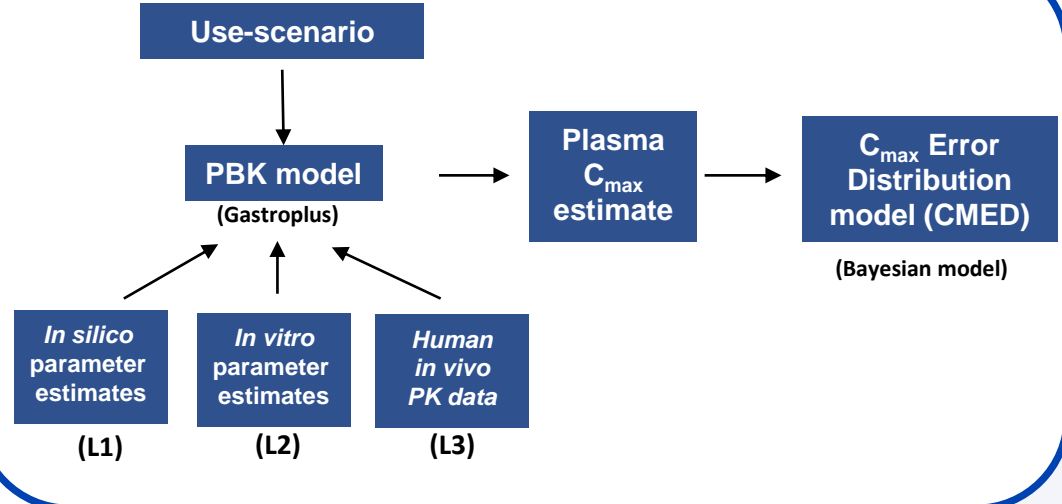 Use-scenario
PBK model
(Gastroplus)
Plasma
Cmax
estimate
Cmax Error
Distribution
model (CMED)
(Bayesian model)
In silico
parameter
estimates
(L1)
In vitro
parameter
estimates
(L2)
Human
in vivo
PK data
(L3)